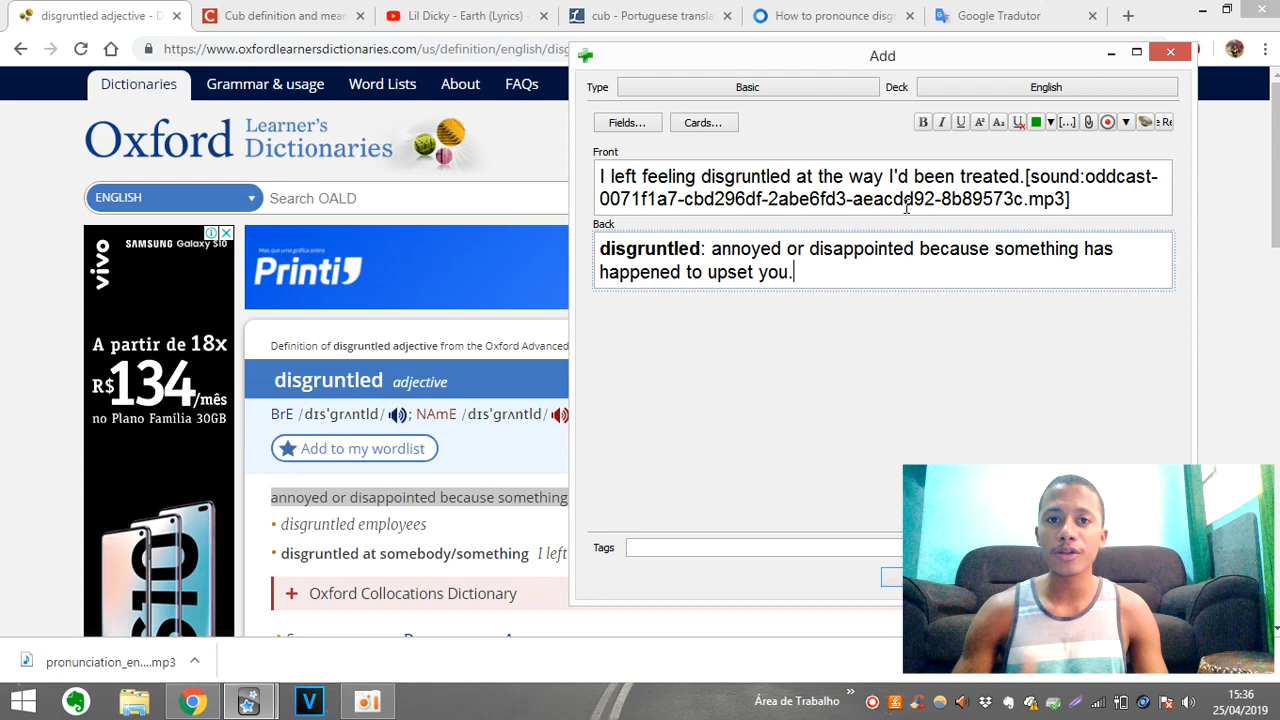 disgruntled adjective - D
Cub definition and mea
Lil Dicky - Earth (Lyrics) -
cub - Portuguese transla
How to pronounce disg
Google Tradutor
https://www.oxfordlearnersdictionaries.com/us/definition/english/disg
Dictionaries
Grammar & usage
Word Lists
About
FAQs
Oxford
Learner's
Dictionaries
ENGLISH
Search OALD
vivo
SAMSUNG Galaxy S10
A partir de 18x
R$134/mês
no Plano Família 30GB
S10
Mais que gráfica online
Printi
Definition of disgruntled adjective from the Oxford Advanced
disgruntled adjective
BrE /dɪsˈɡrʌntld/ ; NAmE /dɪsˈɡrʌntld/
Add to my wordlist
annoyed or disappointed because something
• disgruntled employees
• disgruntled at somebody/something I left
+ Oxford Collocations Dictionary
Add
Type
Basic
Deck
English
Fields...
Cards...
Front
I left feeling disgruntled at the way I'd been treated.[sound:oddcast-
0071f1a7-cbd296df-2abe6fd3-aeacdd92-8b89573c.mp3]
Back
disgruntled: annoyed or disappointed because something has
happened to upset you.
Tags
pronunciation_en....mp3
Área de Trabalho
15:36
25/04/2019